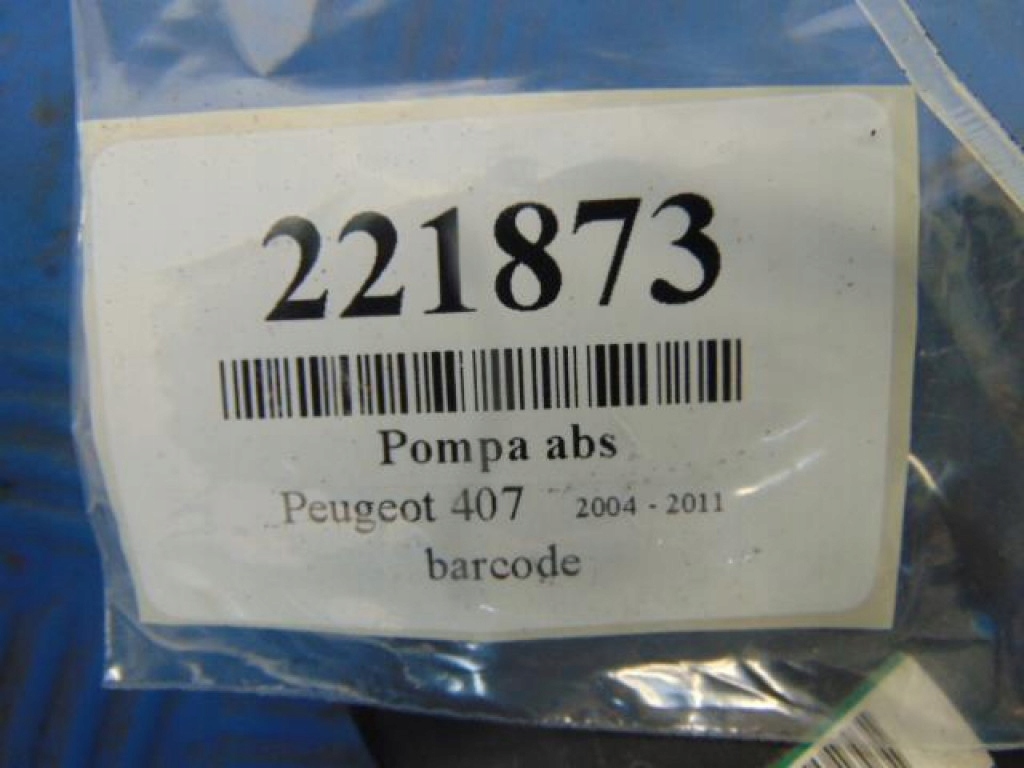 221873
Pompa abs
Peugeot 407 2004 - 2011
barcode